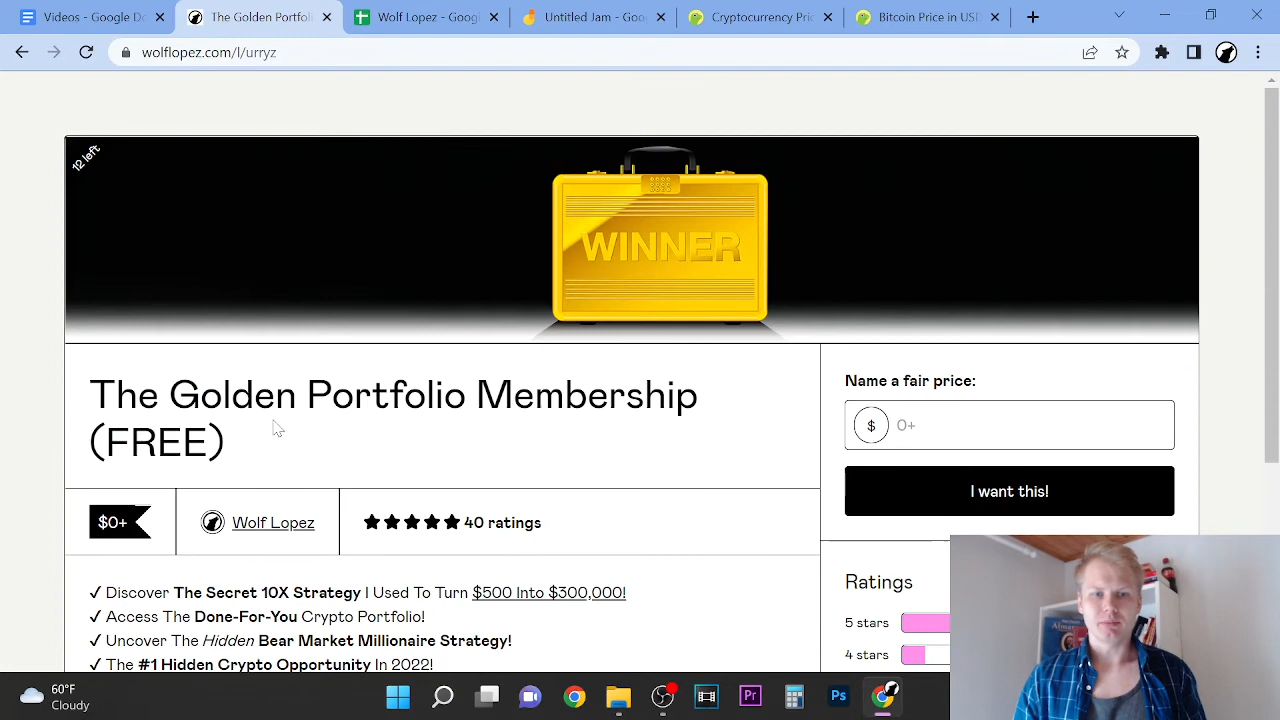 Videos - Google Do
The Golden Portfoli
Wolf Lopez - Googl
Untitled Jam - Goo
Cryptocurrency Pric
Bitcoin Price in USD
wolflopez.com/l/urryz
12 left
WINNER
The Golden Portfolio Membership
(FREE)
Name a fair price:
$ 0+
I want this!
$0+
Wolf Lopez
40 ratings
✓ Discover The Secret 10X Strategy I Used To Turn $500 Into $300,000!
✓ Access The Done-For-You Crypto Portfolio!
✓ Uncover The Hidden Bear Market Millionaire Strategy!
✓ The #1 Hidden Crypto Opportunity In 2022!
Ratings
5 stars
4 stars
60°F
Cloudy
Pr
Ps